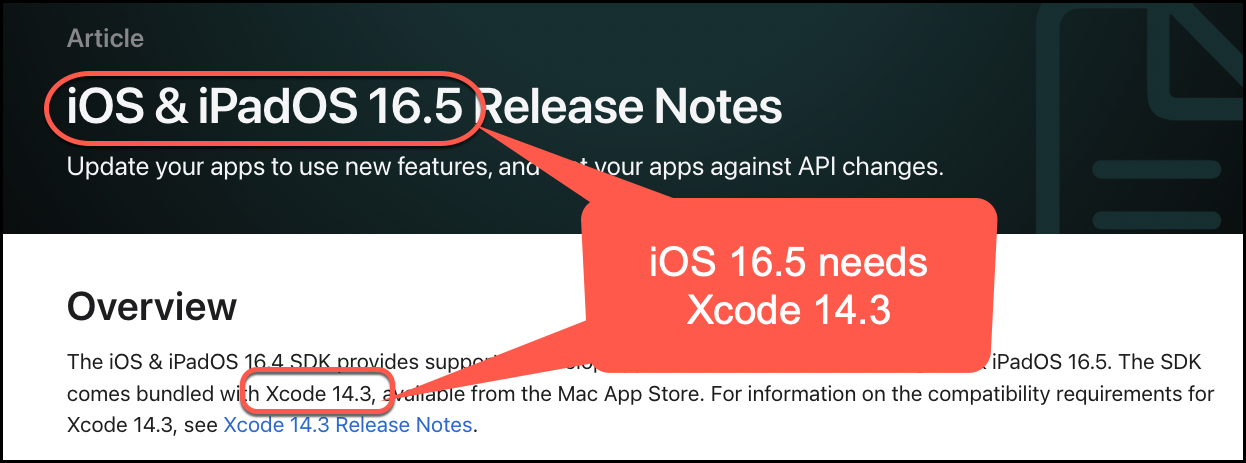 Article
iOS & iPadOS 16.5 Release Notes
Update your apps to use new features, and your apps against API changes.
iOS 16.5 needs
Xcode 14.3
Overview
The iOS & iPadOS 16.4 SDK provides iPadOS 16.5. The SDK
comes bundled with Xcode 14.3, available from the Mac App Store. For information on the compatibility requirements for
Xcode 14.3, see Xcode 14.3 Release Notes.